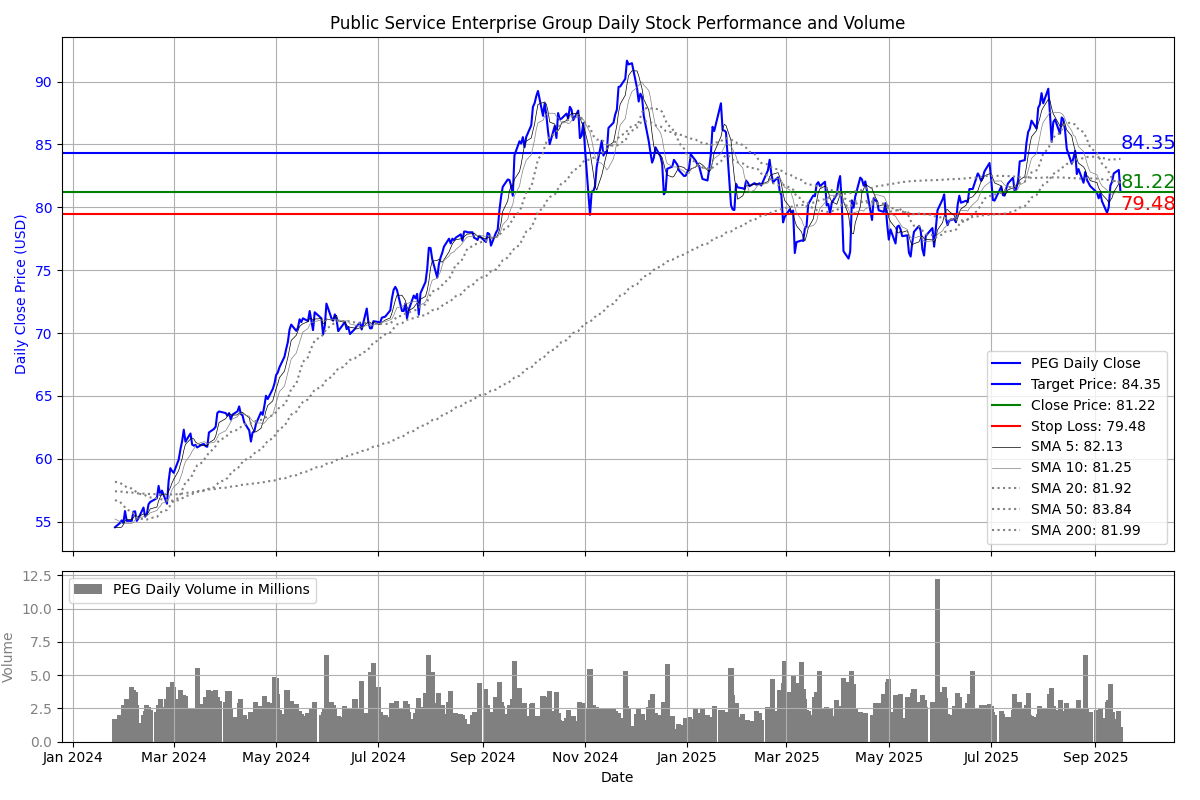 Public Service Enterprise Group Daily Stock Performance and Volume
Daily Close Price (USD)
90
85
80
75
70
65
60
55
84.35
81.22
79.48
PEG Daily Close
Target Price: 84.35
Close Price: 81.22
Stop Loss: 79.48
SMA 5: 82.13
SMA 10: 81.25
SMA 20: 81.92
SMA 50: 83.84
SMA 200: 81.99
Volume
12.5
10.0
7.5
5.0
2.5
0.0
PEG Daily Volume in Millions
Jan 2024
Mar 2024
May 2024
Jul 2024
Sep 2024
Nov 2024
Jan 2025
Mar 2025
May 2025
Jul 2025
Sep 2025
Date